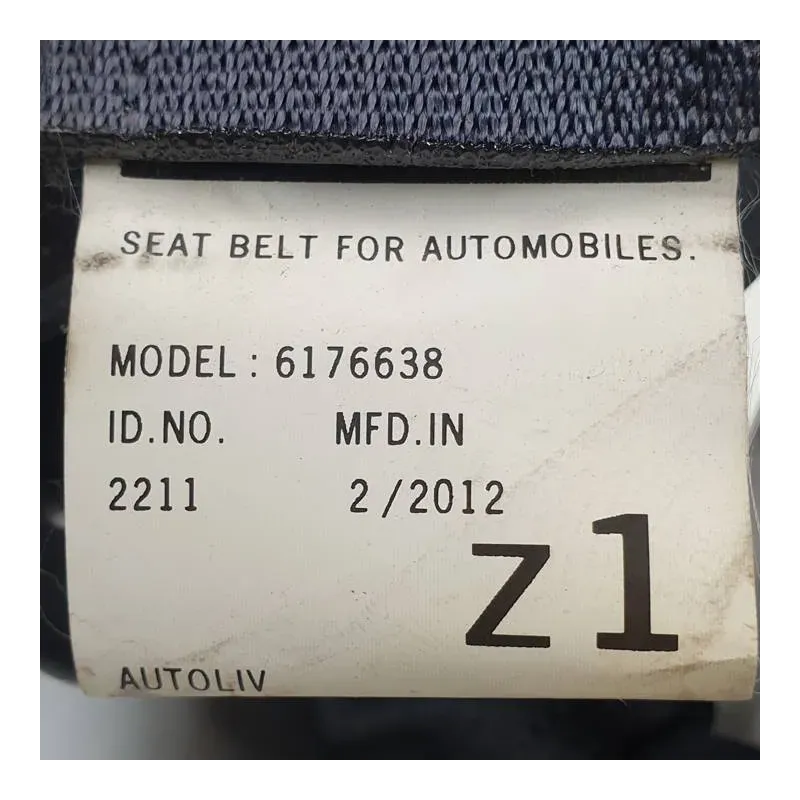 SEAT BELT FOR AUTOMOBILES.
MODEL: 6176638
ID.NO. MFD.IN
2211 2/2012
Z1
AUTOLIV